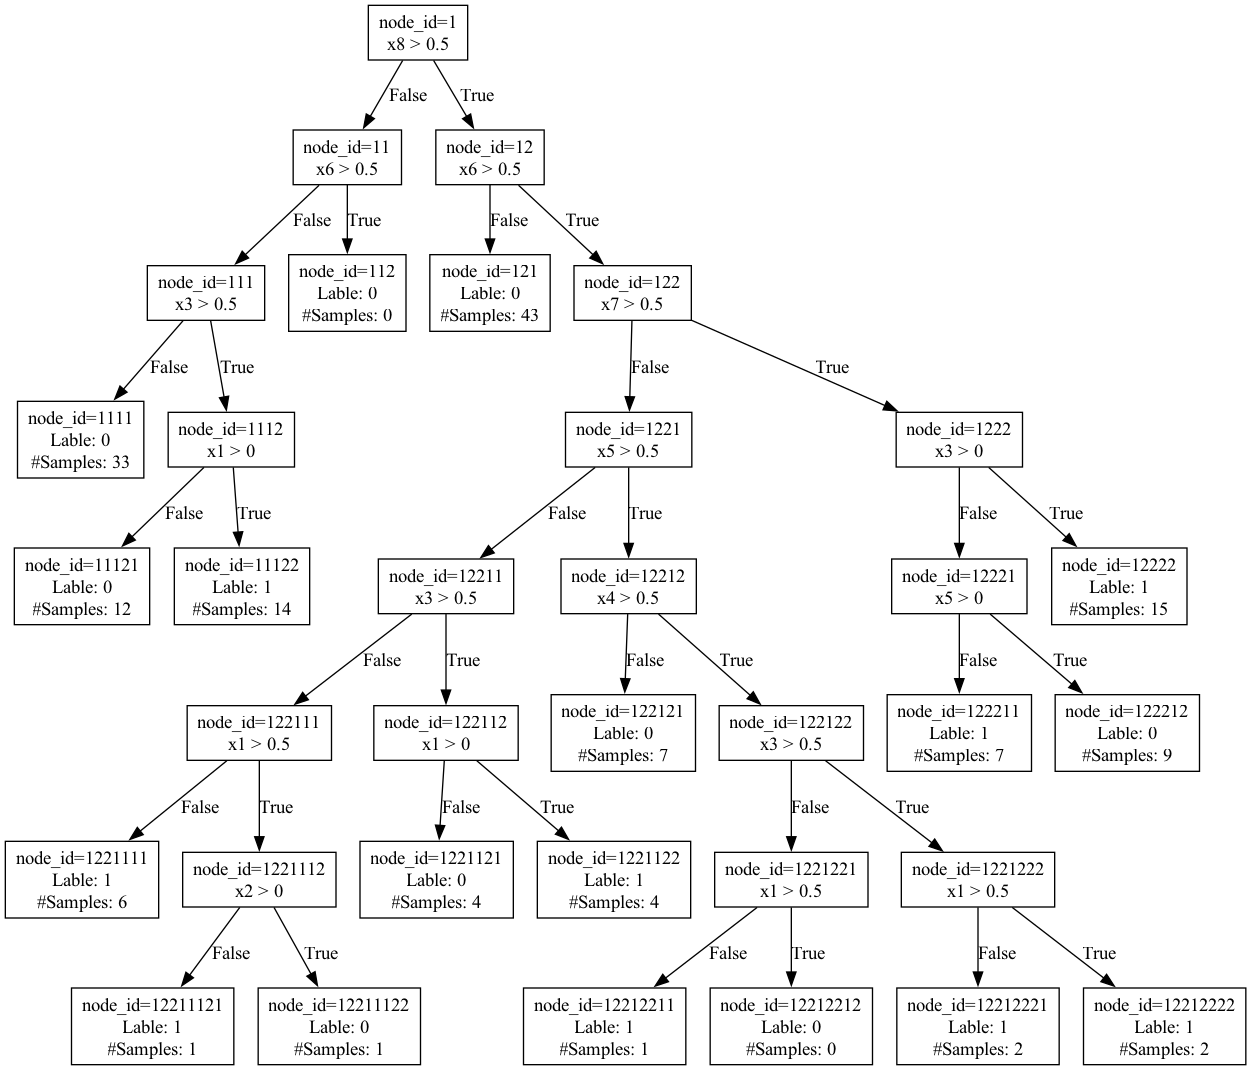 node_id=1
x8 > 0.5
False
True
node_id=11
x6 > 0.5
node_id=12
x6 > 0.5
False
True
False
True
node_id=111
x3 > 0.5
node_id=112
Lable: 0
#Samples: 0
node_id=121
Lable: 0
#Samples: 43
node_id=122
x7 > 0.5
False
True
False
True
node_id=1111
Lable: 0
#Samples: 33
node_id=1112
x1 > 0
node_id=1221
x5 > 0.5
node_id=1222
x3 > 0
False
True
False
True
False
True
node_id=11121
Lable: 0
#Samples: 12
node_id=11122
Lable: 1
#Samples: 14
node_id=12211
x3 > 0.5
node_id=12212
x4 > 0.5
node_id=12221
x5 > 0
node_id=12222
Lable: 1
#Samples: 15
False
True
False
True
False
True
node_id=122111
x1 > 0.5
node_id=122112
x1 > 0
node_id=122121
Lable: 0
#Samples: 7
node_id=122122
x3 > 0.5
node_id=122211
Lable: 1
#Samples: 7
node_id=122212
Lable: 0
#Samples: 9
False
True
False
True
False
True
node_id=1221111
Lable: 1
#Samples: 6
node_id=1221112
x2 > 0
node_id=1221121
Lable: 0
#Samples: 4
node_id=1221122
Lable: 1
#Samples: 4
node_id=1221221
x1 > 0.5
node_id=1221222
x1 > 0.5
False
True
False
True
False
True
node_id=12211121
Lable: 1
#Samples: 1
node_id=12211122
Lable: 0
#Samples: 1
node_id=12212211
Lable: 1
#Samples: 1
node_id=12212212
Lable: 0
#Samples: 0
node_id=12212221
Lable: 1
#Samples: 2
node_id=12212222
Lable: 1
#Samples: 2